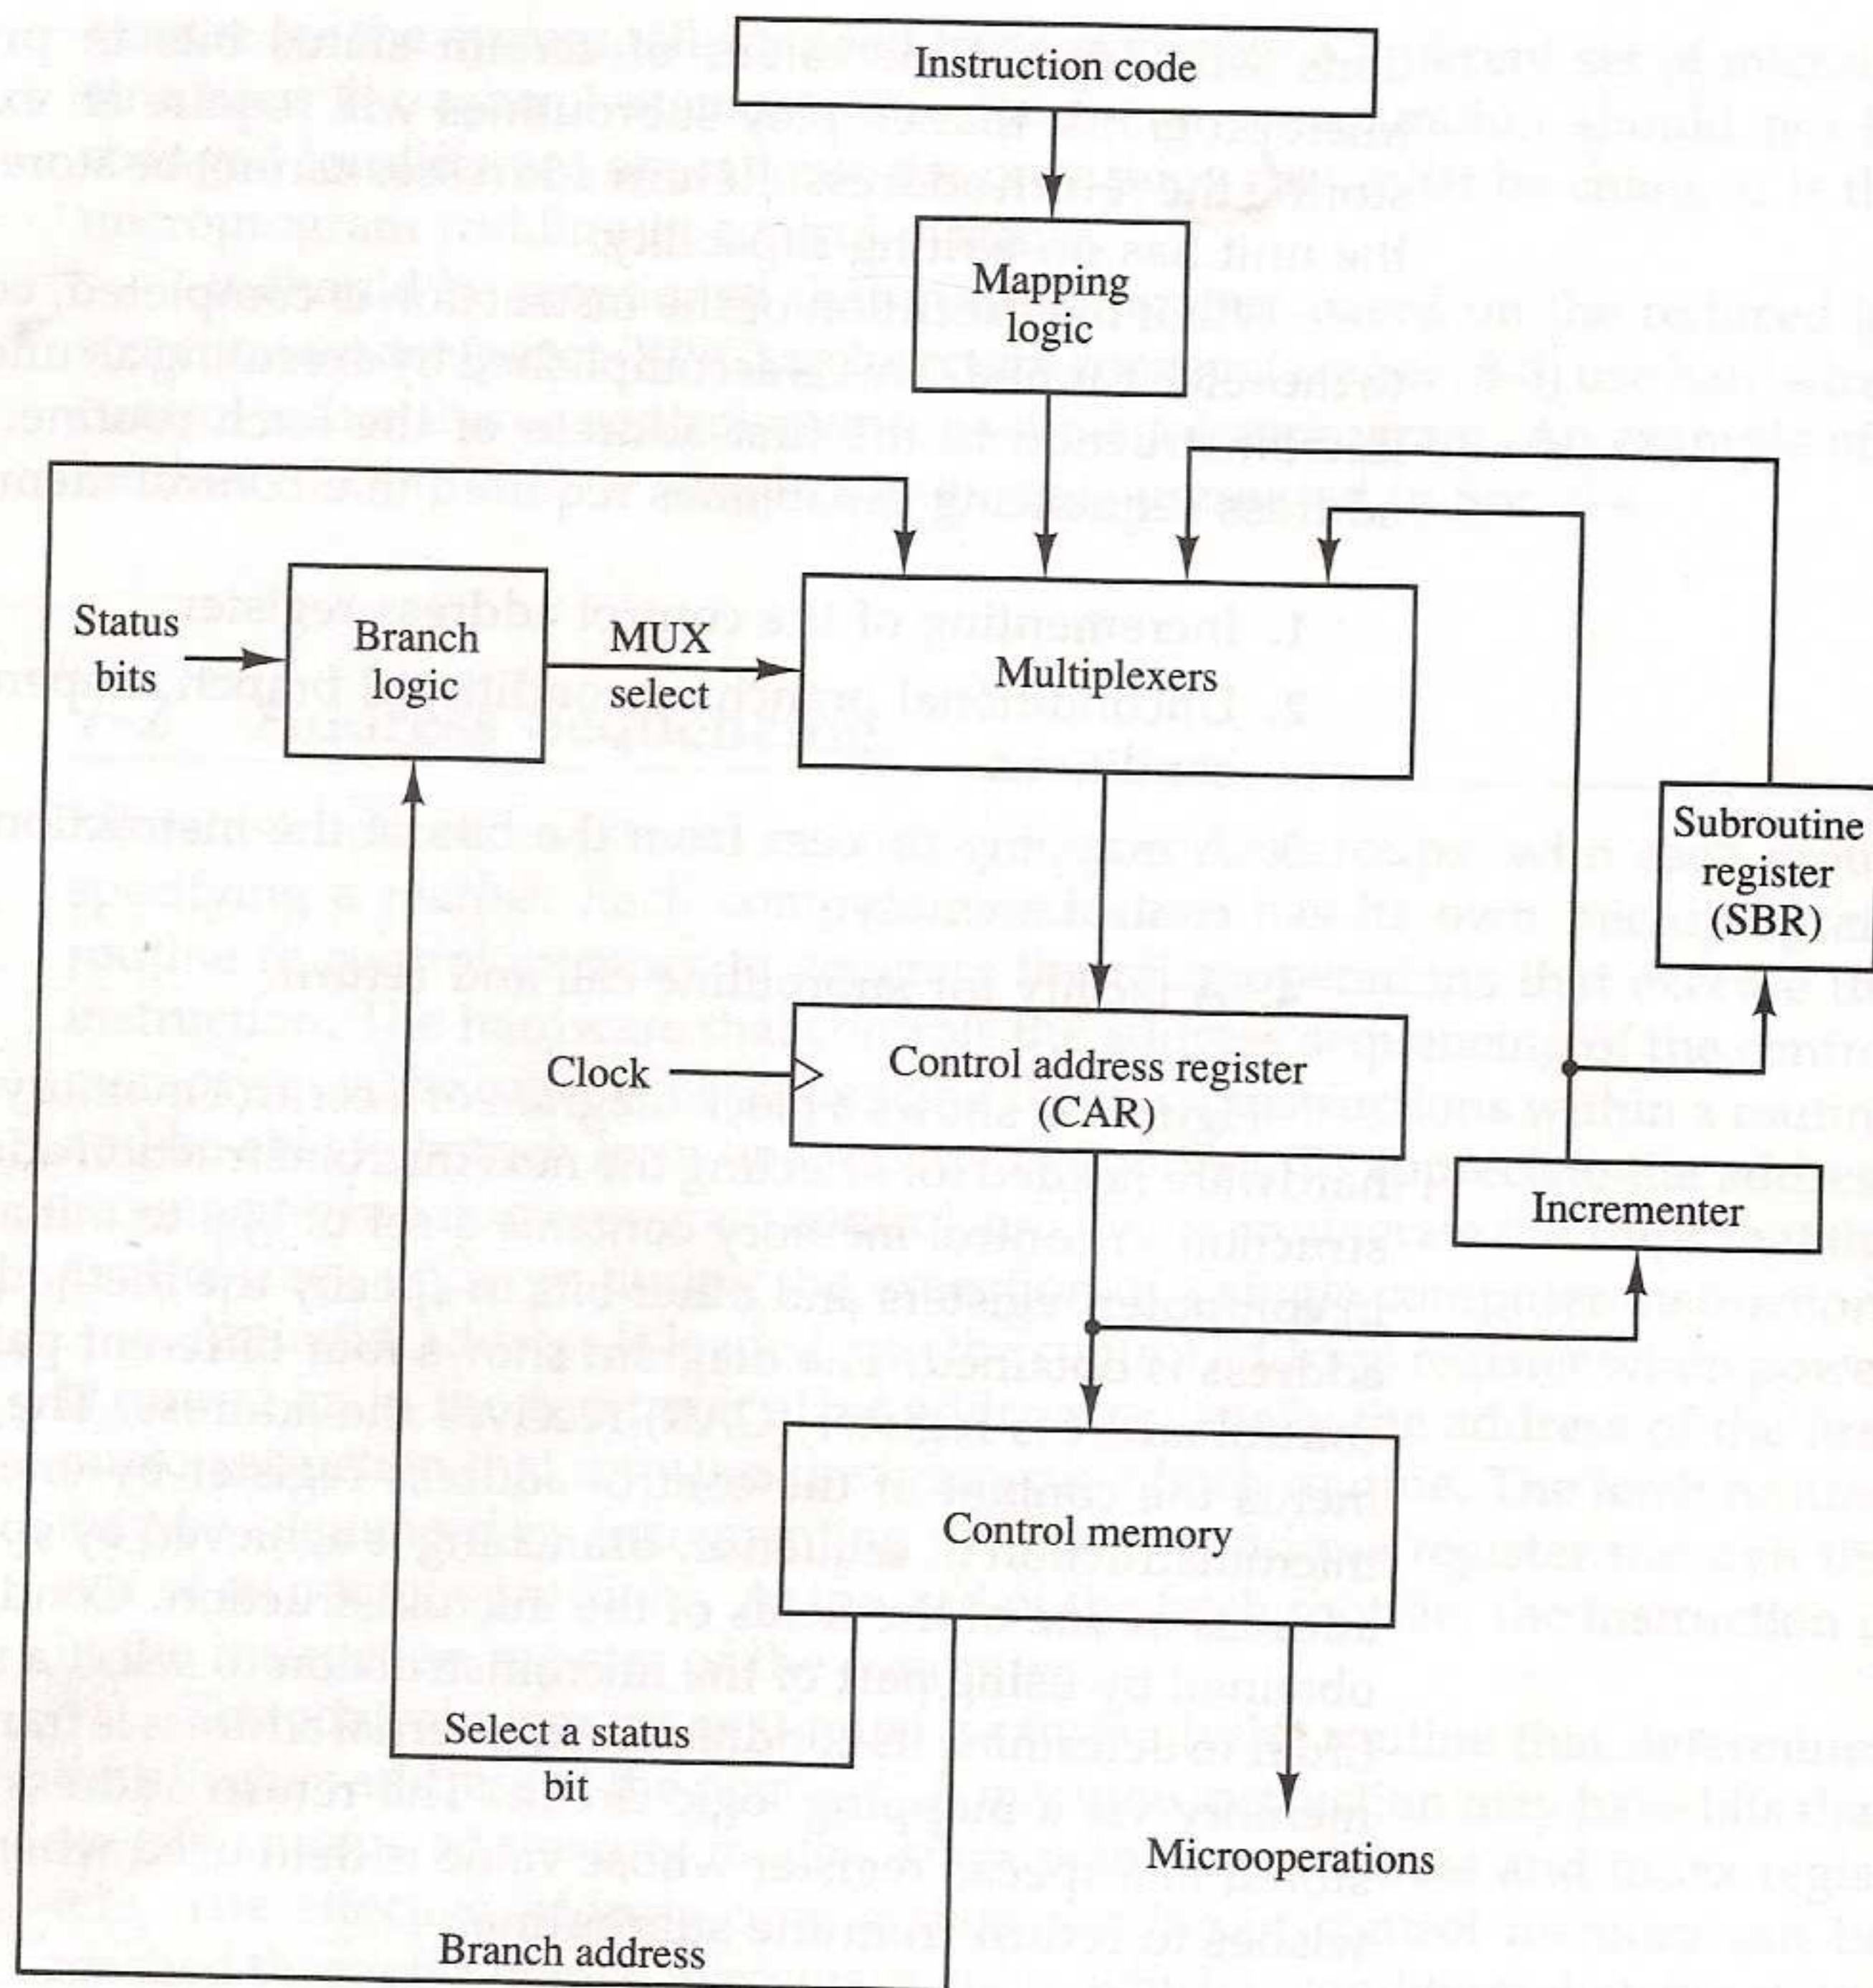 Instruction code
Mapping
logic
Status
bits
Branch
logic
MUX
select
Multiplexers
Subroutine
register
(SBR)
Clock
Control address register
(CAR)
Incrementer
Control memory
Select a status
bit
Microoperations
Branch address